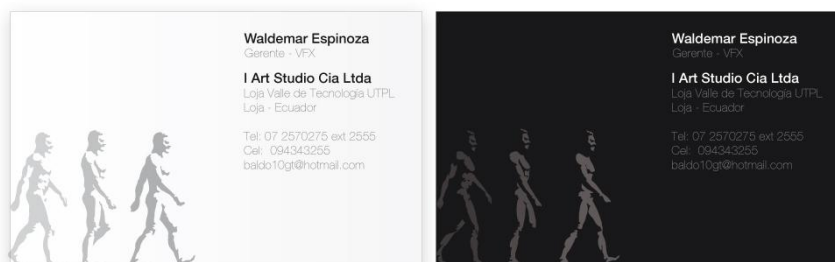 Waldemar Espinoza
Gerente - VFX
I Art Studio Cia Ltda
Loja Valle de Tecnología UTPL
Loja - Ecuador
Tel: 07 2570275 ext 2555
Cel: 094343255
baldo10gt@hotmail.com
Waldemar Espinoza
Gerente - VFX
I Art Studio Cia Ltda
Loja Valle de Tecnología UTPL
Loja - Ecuador
Tel: 07 2570275 ext 2555
Cel: 094343255
baldo10gt@hotmail.com